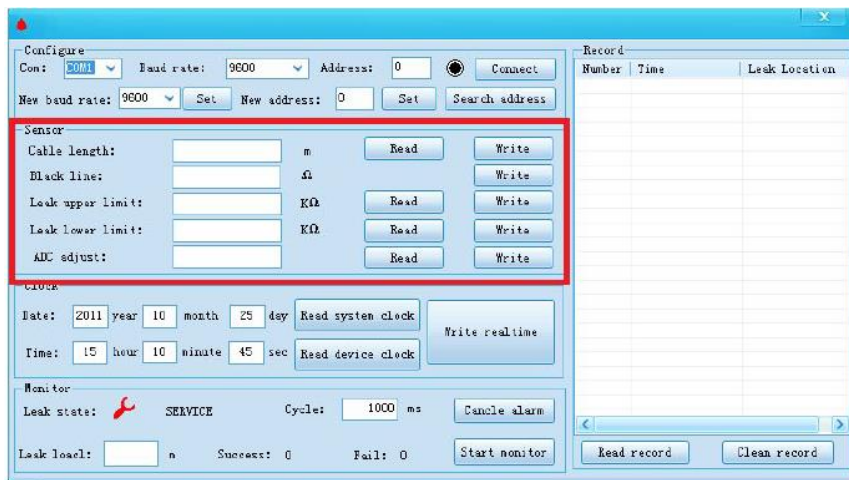 Configure
Com: COM1 Baud rate: 9600 Address: 0 Connect
New baud rate: 9600 Set New address: 0 Set Search address
Sensor
Cable length: m Read Write
Black line: Ω Write
Leak upper limit: KΩ Read Write
Leak lower limit: KΩ Read Write
ADC adjust: Read Write
Clock
Date: 2011 year 10 month 25 day Read system clock
Write realtime
Time: 15 hour 10 minute 45 sec Read device clock
Monitor
Leak state: SERVICE Cycle: 1000 ms Cancle alarm
Leak loacl: m Success: 0 Fail: 0 Start monitor
Record
Number Time Leak Location
Read record Clean record